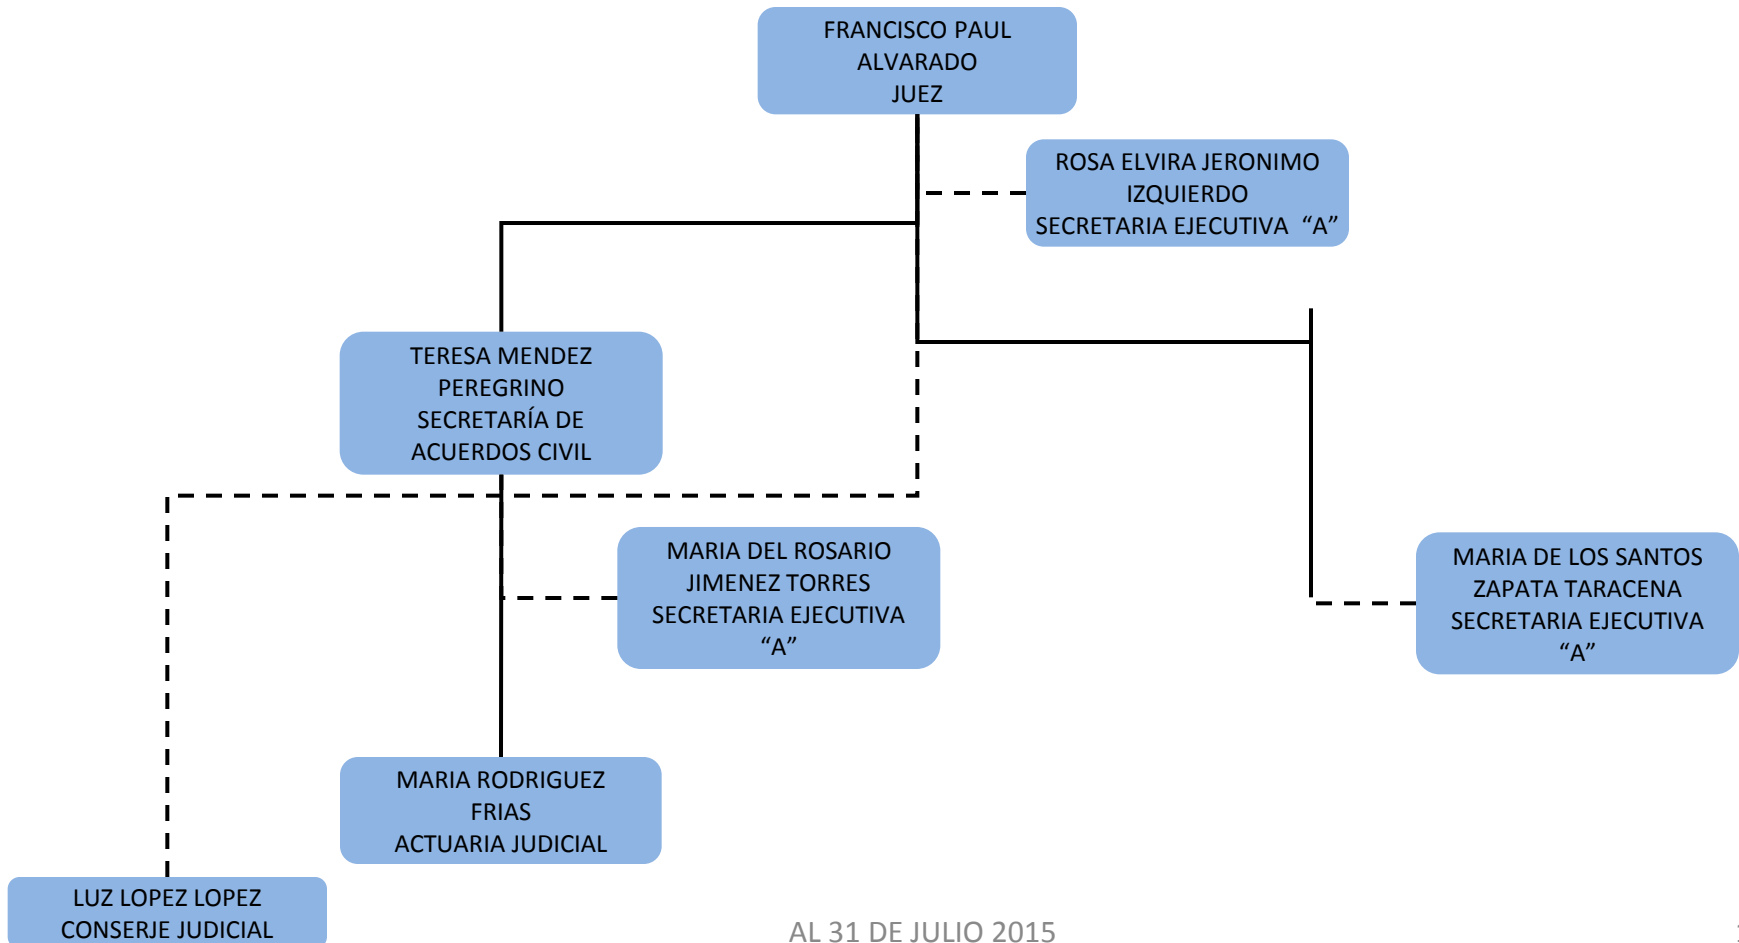 FRANCISCO PAUL
ALVARADO
JUEZ
ROSA ELVIRA JERONIMO
IZQUIERDO
SECRETARIA EJECUTIVA “A”
TERESA MENDEZ
PEREGRINO
SECRETARÍA DE
ACUERDOS CIVIL
MARIA DEL ROSARIO
JIMENEZ TORRES
SECRETARIA EJECUTIVA
“A”
MARIA DE LOS SANTOS
ZAPATA TARACENA
SECRETARIA EJECUTIVA
“A”
MARIA RODRIGUEZ
FRIAS
ACTUARIA JUDICIAL
LUZ LOPEZ LOPEZ
CONSERJE JUDICIAL
AL 31 DE JULIO 2015